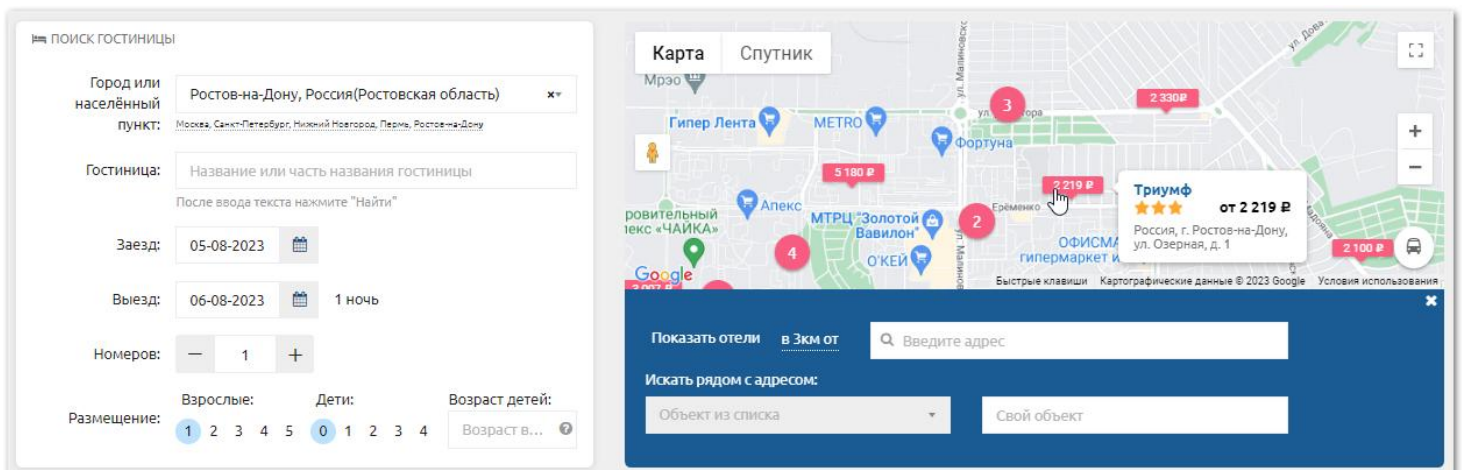 ПОИСК ГОСТИНИЦЫ
Город или
населённый
пункт:
Ростов-на-Дону, Россия(Ростовская область)
Москва, Санкт-Петербург, Нижний Новгород, Пермь, Ростов-на-Дону
Гостиница:
Название или часть названия гостиницы
После ввода текста нажмите "Найти"
Заезд:
05-08-2023
Выезд:
06-08-2023
1 ночь
Номеров:
— 1 +
Размещение:
Взрослые:
1 2 3 4 5
Дети:
0 1 2 3 4
Возраст детей:
Возраст в...
Карта
Спутник
Мрэо
ул. Малиновско
Гипер Лента
METRO
Фортуна
3
2 330₽
5 180 ₽
2 219 ₽
Апекс
Ерёменко
ровительный
лекс «ЧАЙКА»
МТРЦ "Золотой
Вавилон"
2
4
О'КЕЙ
ОФИСМА
гипермаркет и
Триумф
от 2 219 ₽
Россия, г. Ростов-на-Дону,
ул. Озерная, д. 1
2 100 ₽
Google
Быстрые клавиши
Картографические данные © 2023 Google
Условия использования
Показать отели
в 3км от
Введите адрес
Искать рядом с адресом:
Объект из списка
Свой объект